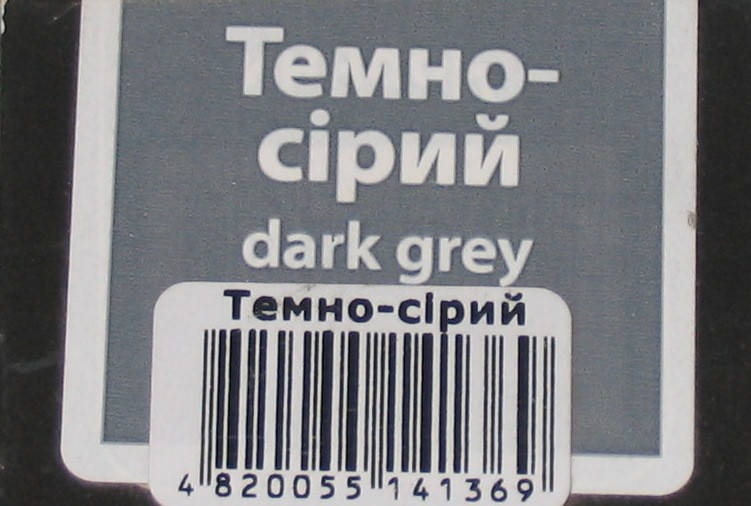 Темно-
сірий
dark grey
Темно-сірий
4 820055 141369